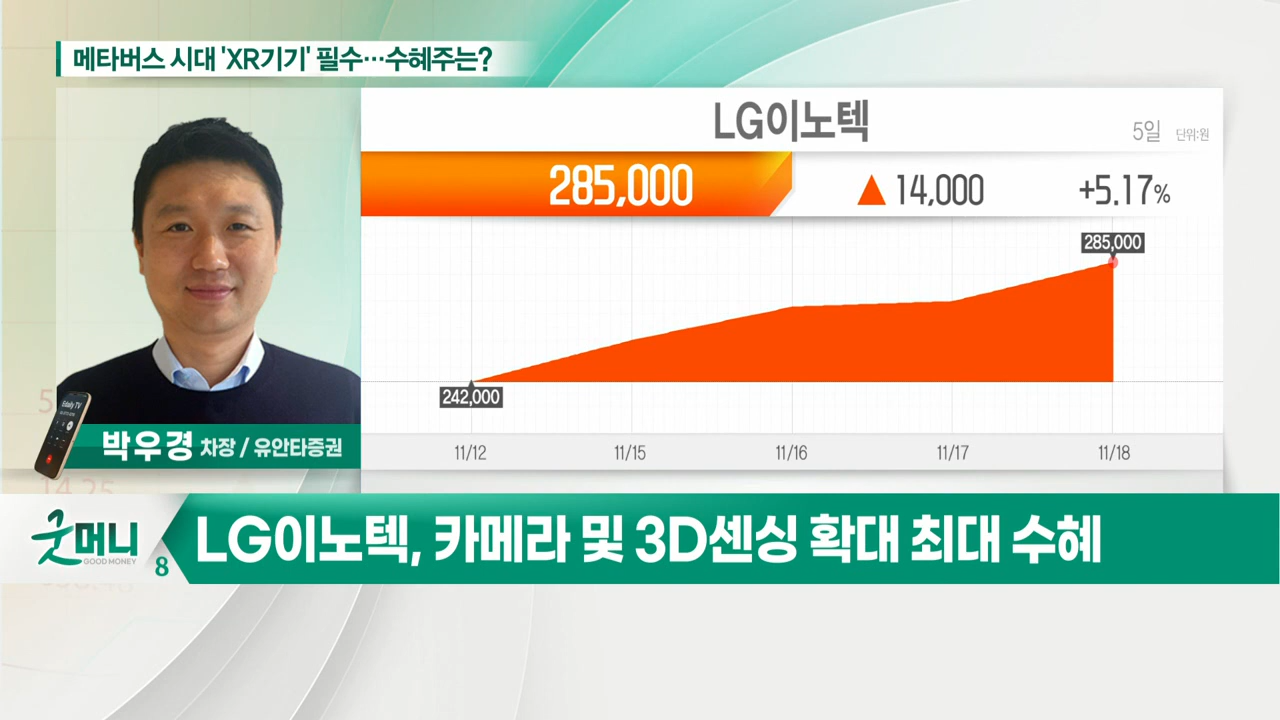 메타버스 시대 'XR기기' 필수…수혜주는?
LG이노텍
5일 단위:원
285,000
▲ 14,000
+5.17%
285,000
242,000
11/12 11/15 11/16 11/17 11/18
Edaily TV
박우경 차장 / 유안타증권
굿머니
GOOD MONEY
8
LG이노텍, 카메라 및 3D센싱 확대 최대 수혜